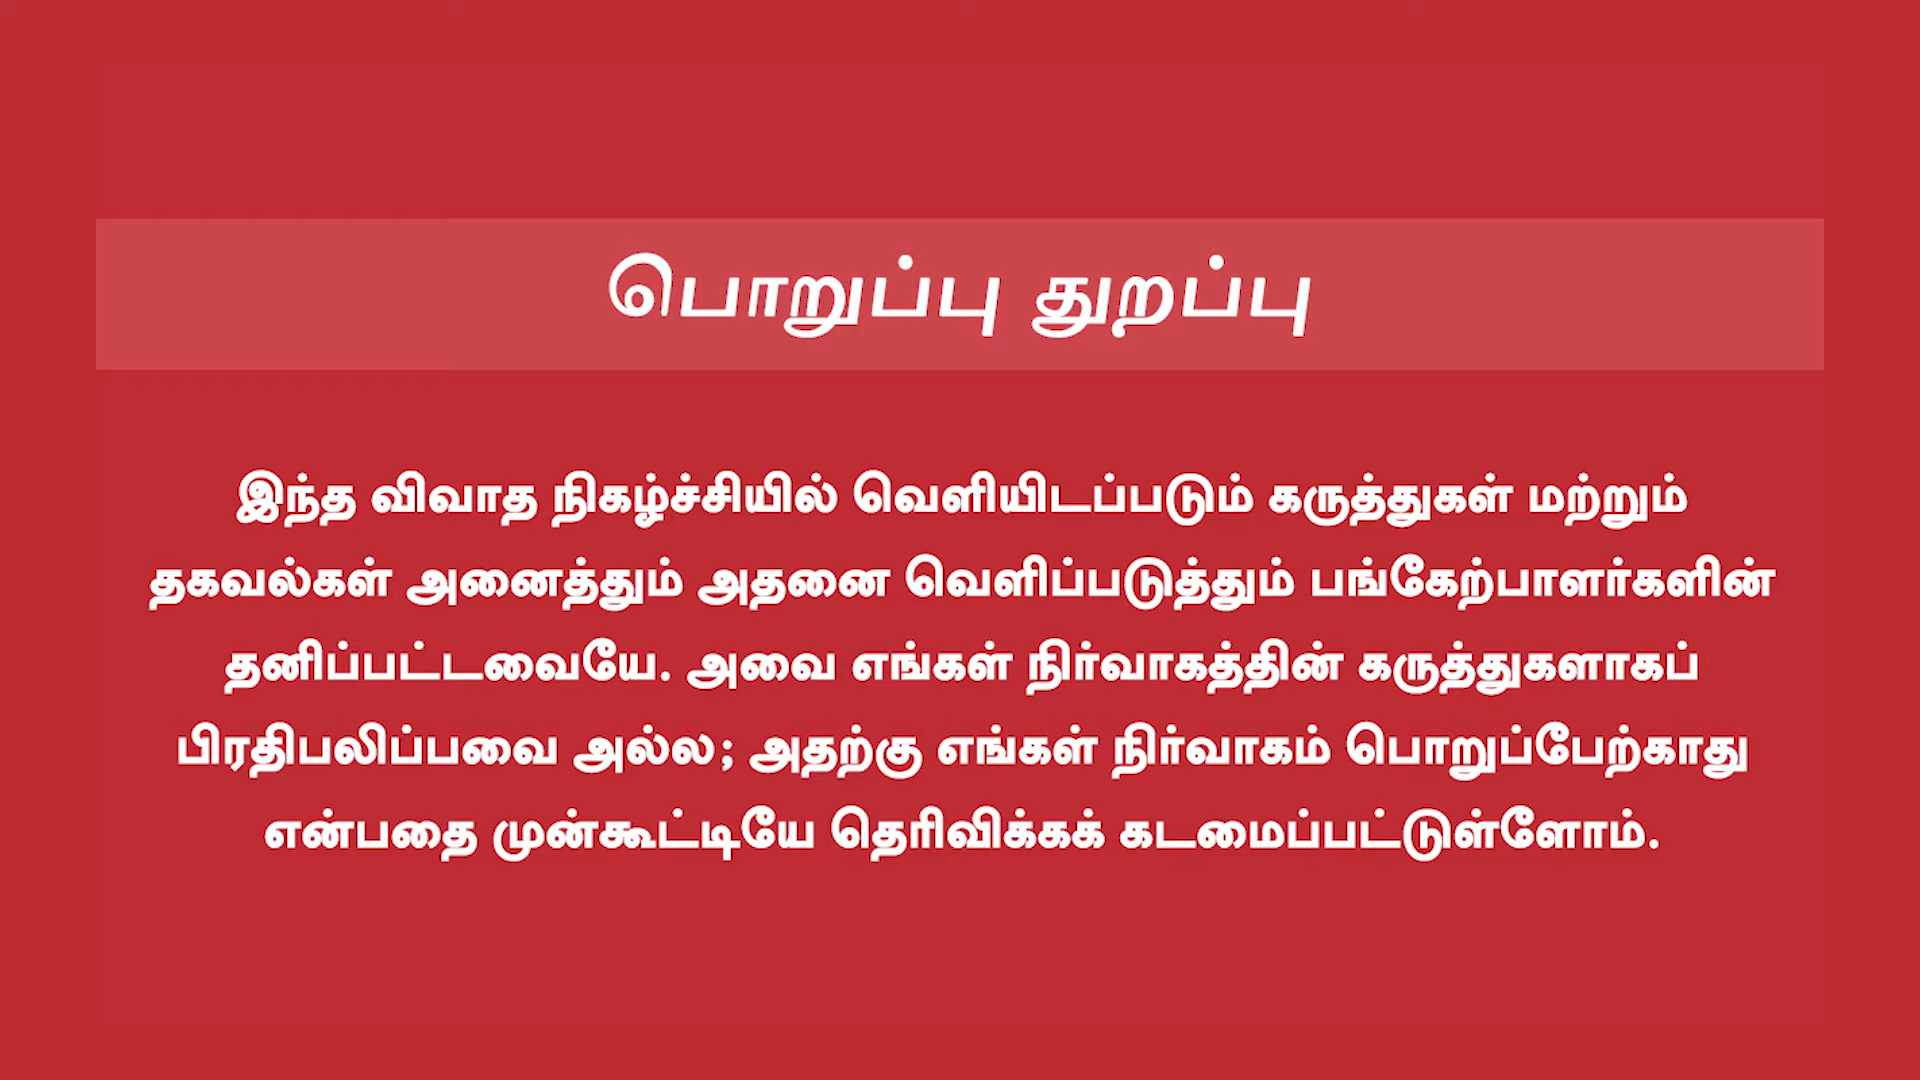 பொறுப்பு துறப்பு
இந்த விவாத நிகழ்ச்சியில் வெளியிடப்படும் கருத்துகள் மற்றும்
தகவல்கள் அனைத்தும் அதனை வெளிப்படுத்தும் பங்கேற்பாளர்களின்
தனிப்பட்டவையே. அவை எங்கள் நிர்வாகத்தின் கருத்துகளாகப்
பிரதிபலிப்பவை அல்ல; அதற்கு எங்கள் நிர்வாகம் பொறுப்பேற்காது
என்பதை முன்கூட்டியே தெரிவிக்கக் கடமைப்பட்டுள்ளோம்.